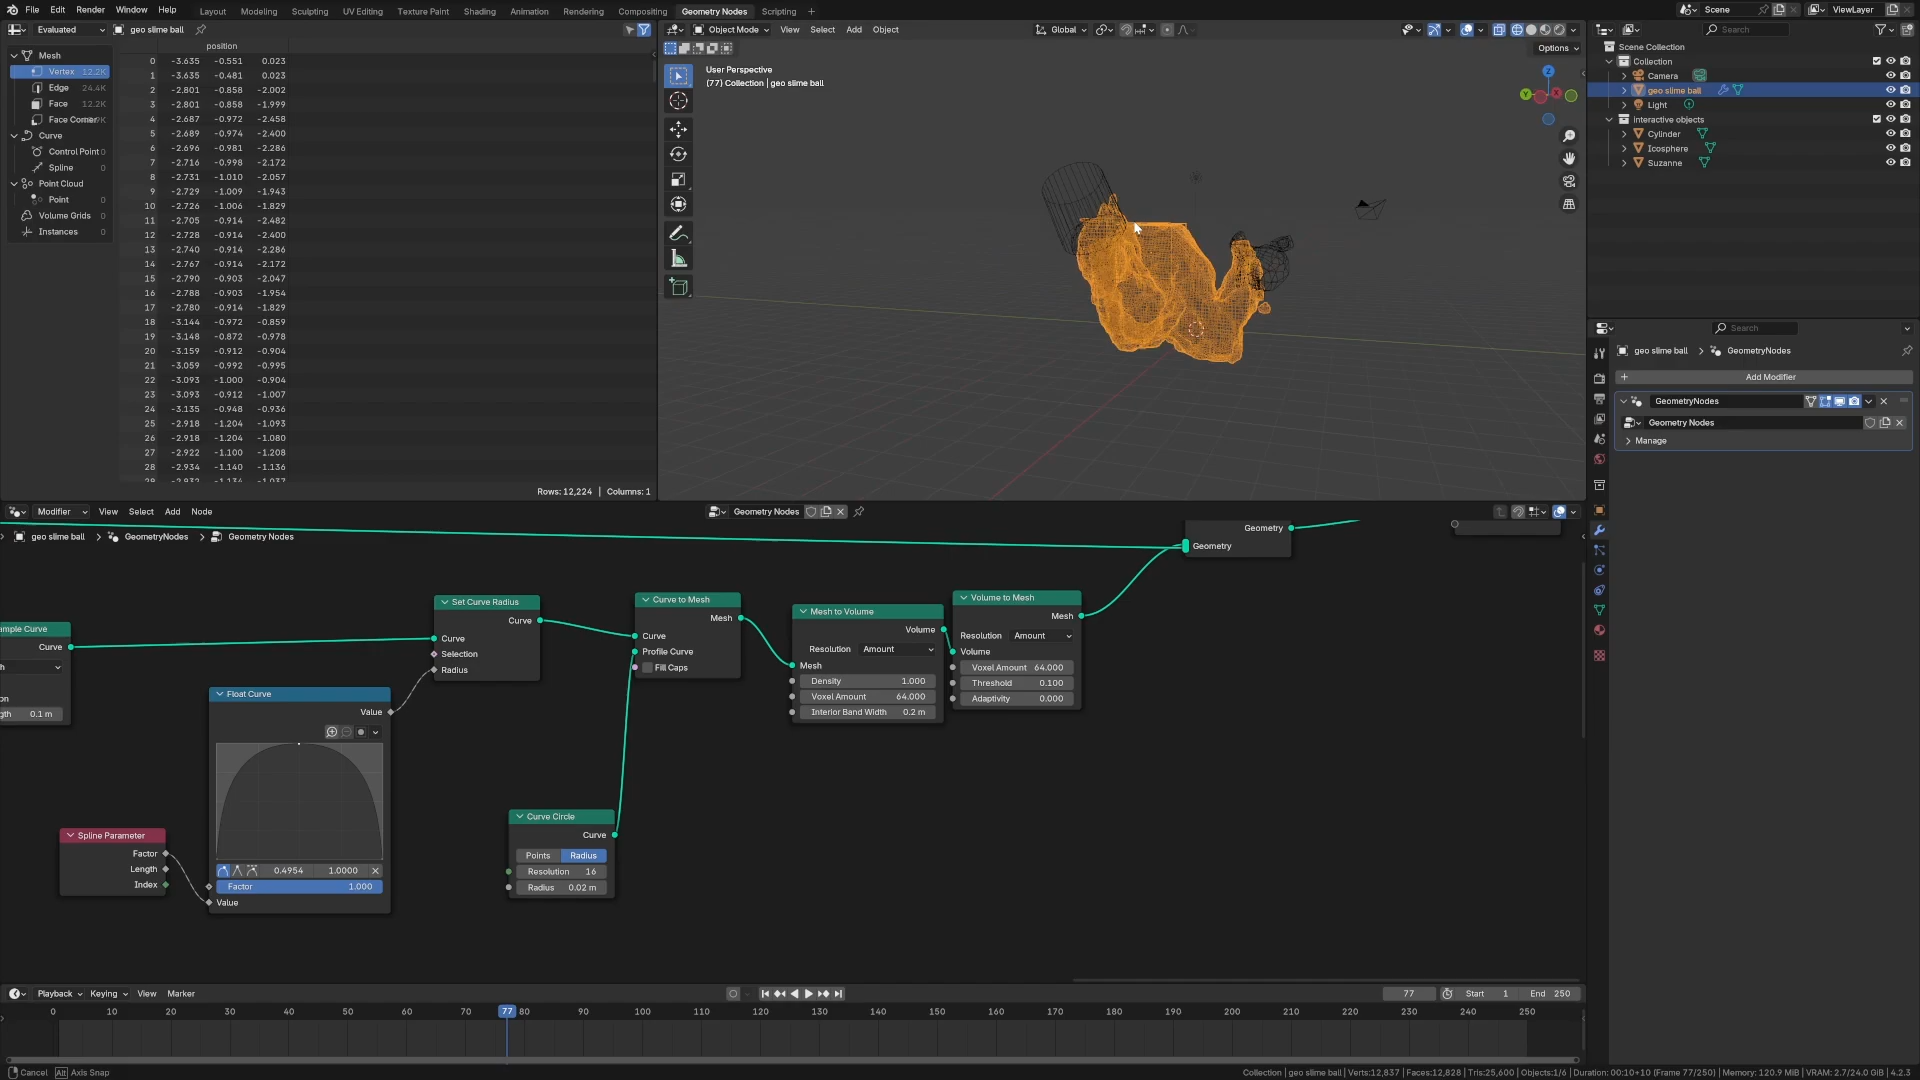 File Edit Render Window Help
Layout Modeling Sculpting UV Editing Texture Paint Shading Animation Rendering Compositing Geometry Nodes Scripting +
Scene
ViewLayer
Evaluated
geo slime ball
position
Mesh
Vertex 12.2K
Edge 24.4K
Face 12.2K
Face Corner
Curve
Control Point 0
Spline 0
Point Cloud
Point 0
Volume Grids 0
Instances 0
0 -3.635 -0.551 0.023
1 -3.635 -0.481 0.023
2 -2.801 -0.858 -2.002
3 -2.801 -0.858 -1.999
4 -2.687 -0.972 -2.458
5 -2.689 -0.974 -2.400
6 -2.696 -0.981 -2.286
7 -2.716 -0.998 -2.172
8 -2.731 -1.010 -2.057
9 -2.729 -1.009 -1.943
10 -2.726 -1.006 -1.829
11 -2.705 -0.914 -2.482
12 -2.728 -0.914 -2.400
13 -2.740 -0.914 -2.286
14 -2.767 -0.914 -2.172
15 -2.790 -0.903 -2.047
16 -2.788 -0.903 -1.954
17 -2.780 -0.914 -1.829
18 -3.144 -0.972 -0.859
19 -3.148 -0.872 -0.978
20 -3.159 -0.912 -0.904
21 -3.059 -0.992 -0.995
22 -3.093 -1.000 -0.904
23 -3.093 -0.912 -1.007
24 -3.135 -0.948 -0.936
25 -2.918 -1.204 -1.093
26 -2.918 -1.204 -1.080
27 -2.922 -1.100 -1.208
28 -2.934 -1.140 -1.136
29 -2.932 -1.134 -1.037
Rows: 12,224 | Columns: 1
Object Mode View Select Add Object
Global
Options
User Perspective
(77) Collection | geo slime ball
Y
X
Z
Search
Scene Collection
Collection
Camera
geo slime ball
Light
interactive objects
Cylinder
Icosphere
Suzanne
Search
geo slime ball > GeometryNodes
+ Add Modifier
GeometryNodes
Geometry Nodes
Manage
Modifier View Select Add Node
Geometry Nodes
geo slime ball > GeometryNodes > Geometry Nodes
Geometry
Geometry
ample Curve
Curve
h
on
gth 0.1 m
Set Curve Radius
Curve
Curve
Selection
Radius
Curve to Mesh
Mesh
Curve
Profile Curve
Fill Caps
Mesh to Volume
Volume
Resolution Amount
Mesh
Density 1.000
Voxel Amount 64.000
Interior Band Width 0.2 m
Volume to Mesh
Mesh
Resolution Amount
Volume
Voxel Amount 64.000
Threshold 0.100
Adaptivity 0.000
Float Curve
Value
0.4954 1.0000
Factor 1.000
Value
Spline Parameter
Factor
Length
Index
Curve Circle
Curve
Points Radius
Resolution 16
Radius 0.02 m
Playback Keying View Marker
77 Start 1 End 250
0 10 20 30 40 50 60 70 77 80 90 100 110 120 130 140 150 160 170 180 190 200 210 220 230 240 250
Cancel Alt Axis Snap
Collection | geo slime ball | Verts:12,837 | Faces:12,828 | Tris:25,600 | Objects:1/6 | Duration: 00:10+10 (Frame 77/250) | Memory: 120.9 MiB | VRAM: 2.7/24.0 GiB | 4.2.3